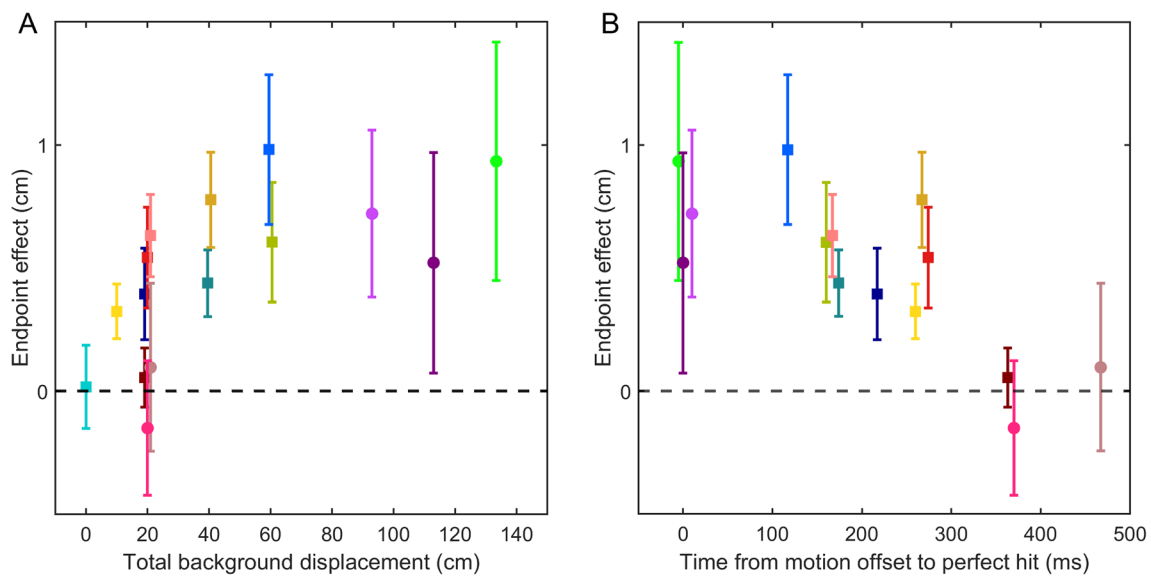 A
Endpoint effect (cm)
1
0
0 20 40 60 80 100 120 140
Total background displacement (cm)
B
Endpoint effect (cm)
1
0
0 100 200 300 400 500
Time from motion offset to perfect hit (ms)